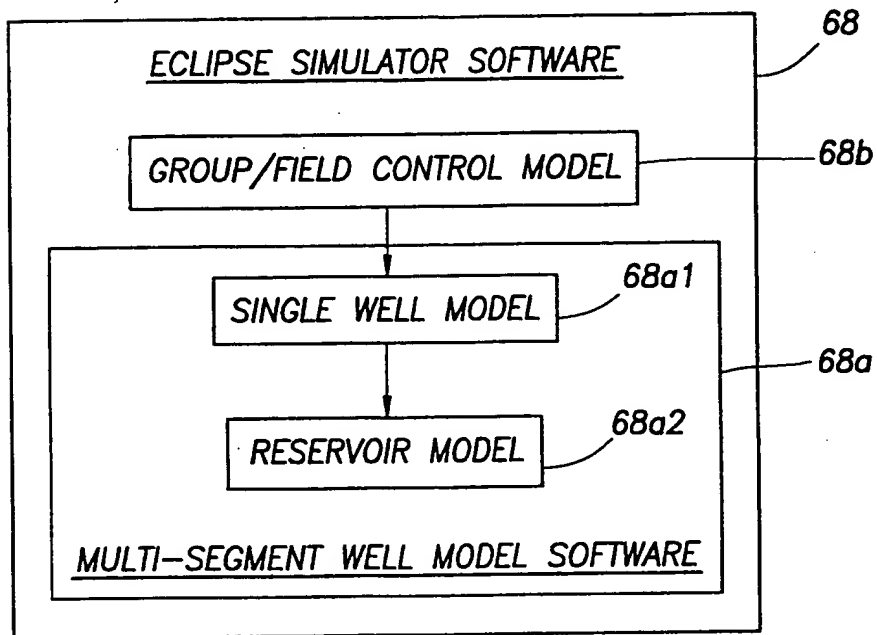 68
ECLIPSE SIMULATOR SOFTWARE
GROUP/FIELD CONTROL MODEL
68b
68a1
SINGLE WELL MODEL
68a
68a2
RESERVOIR MODEL
MULTI-SEGMENT WELL MODEL SOFTWARE